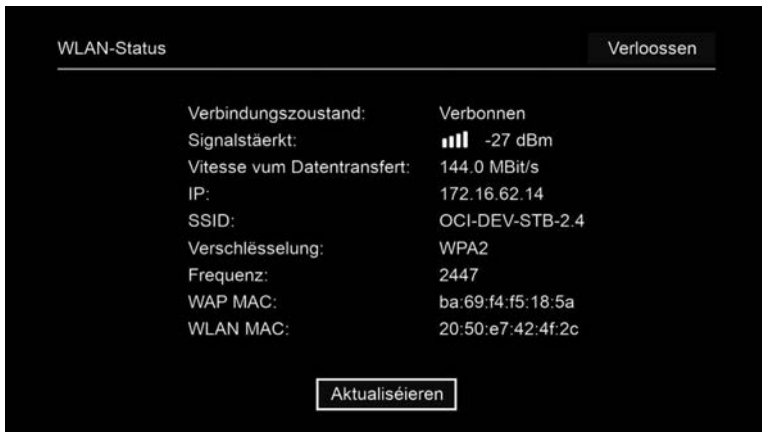 WLAN-Status Verloossen
Verbindungszoustand: Verbonnen
Signalstäerkt: -27 dBm
Vitesse vum Datentransfert: 144.0 MBit/s
IP: 172.16.62.14
SSID: OCI-DEV-STB-2.4
Verschlësselung: WPA2
Frequenz: 2447
WAP MAC: ba:69:f4:f5:18:5a
WLAN MAC: 20:50:e7:42:4f:2c
Aktualiséieren